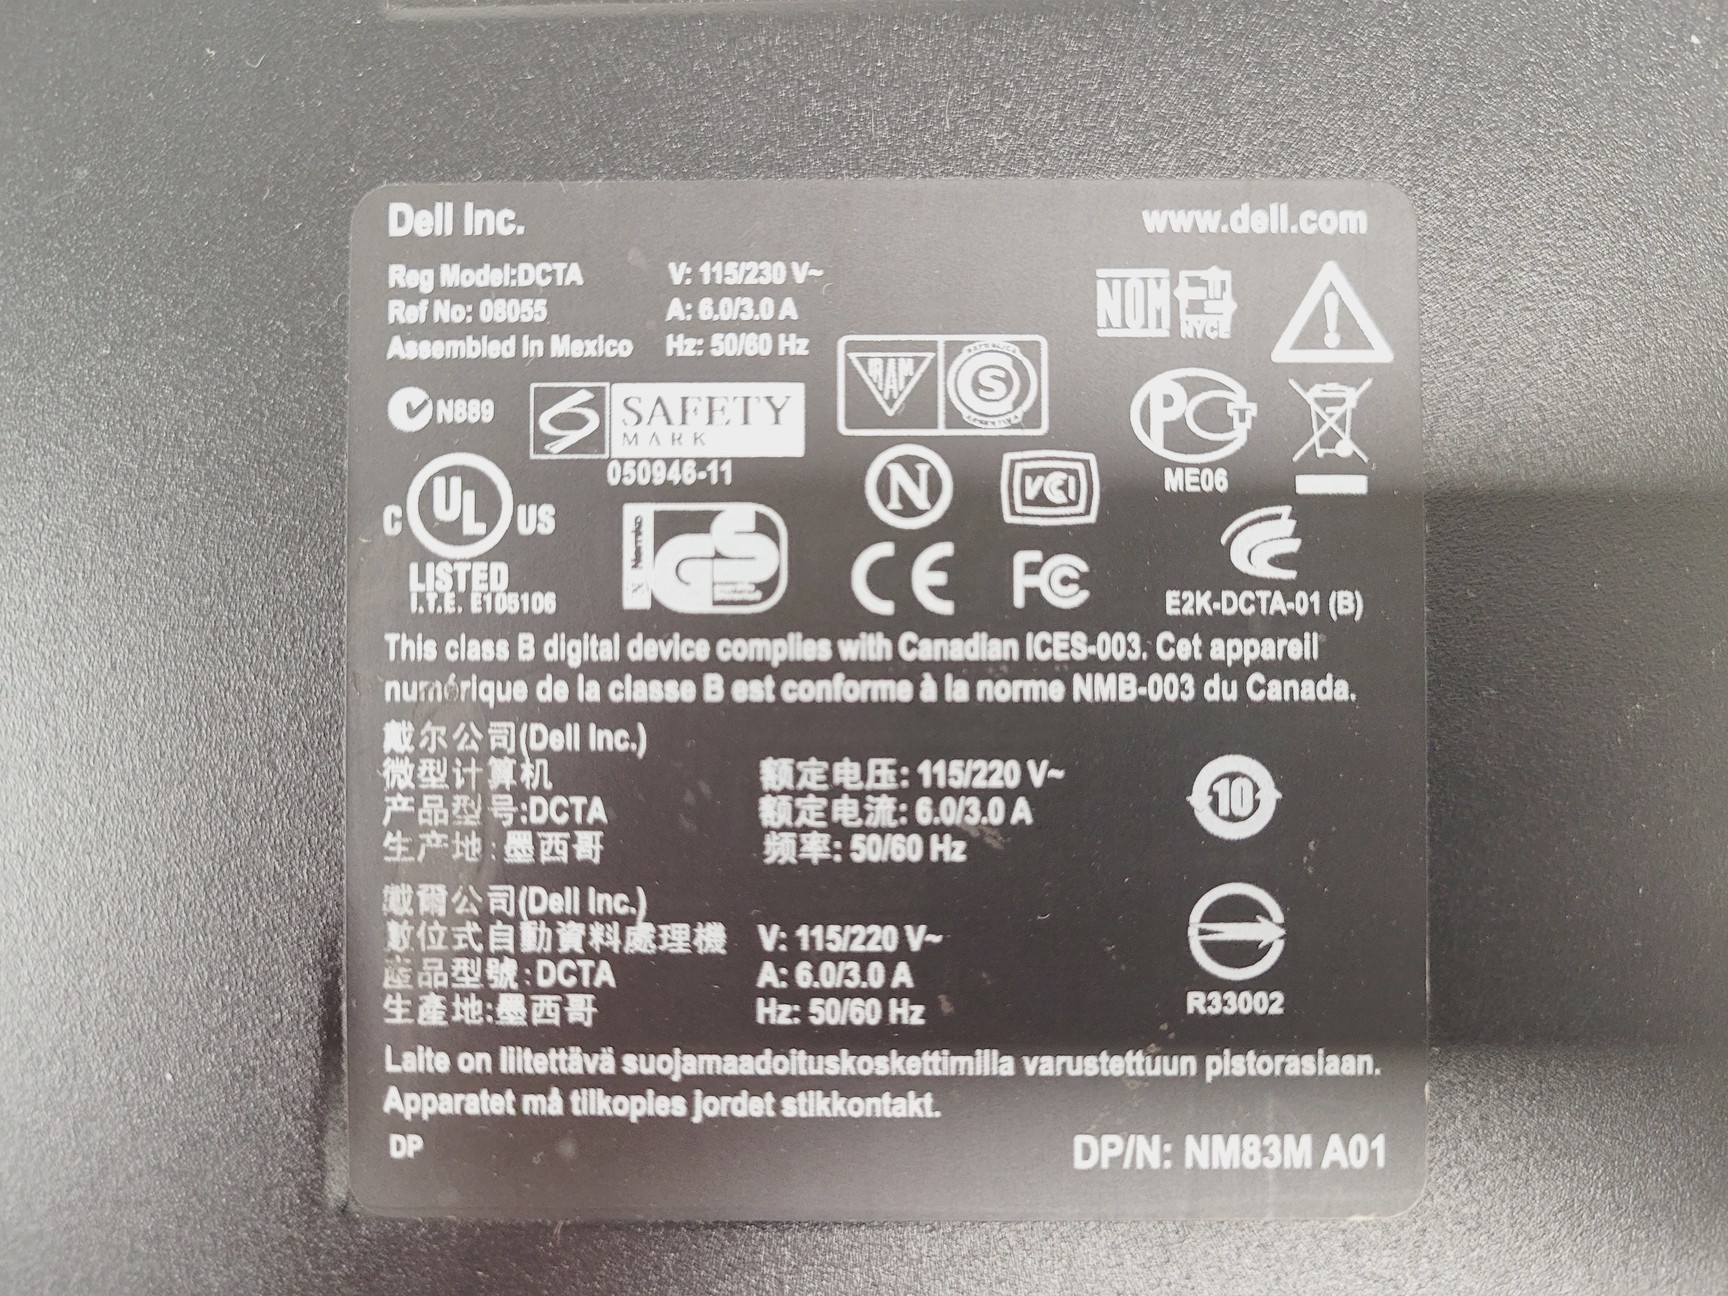 Dell Inc.
www.dell.com
Reg Model:DCTA
V: 115/230 V~
Ref No: 08055
A: 6.0/3.0 A
Assembled in Mexico
Hz: 50/60 Hz
NOM
NYCE
N889
SAFETY
MARK
050946-11
IRAM
S
PCT
ME06
C UL US
LISTED
I.T.E. E105106
Nemko
GS
N
VCI
CE
FC
E2K-DCTA-01 (B)
This class B digital device complies with Canadian ICES-003. Cet appareil
numérique de la classe B est conforme à la norme NMB-003 du Canada.
戴尔公司(Dell Inc.)
微型计算机
额定电压: 115/220 V~
产品型号:DCTA
额定电流: 6.0/3.0 A
生产地: 墨西哥
频率: 50/60 Hz
10
戴爾公司(Dell Inc.)
數位式自動資料處理機
V: 115/220 V~
產品型號:DCTA
A: 6.0/3.0 A
生產地:墨西哥
Hz: 50/60 Hz
R33002
Laite on liitettävä suojamaadoituskoskettimilla varustettuun pistorasiaan.
Apparatet må tilkoples jordet stikkontakt.
DP
DP/N: NM83M A01